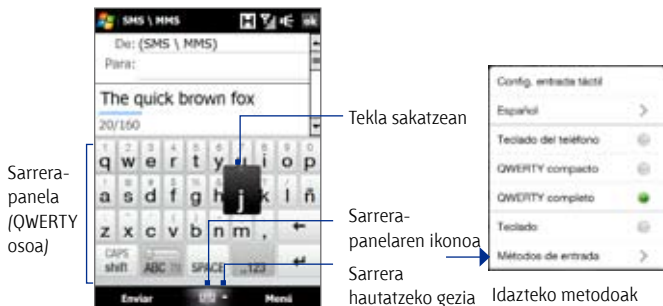 SMS \ MMS
ok
De: (SMS \ MMS)
Para:
The quick brown fox
20/160
q w e r t y u i o p
a s d f g h j k l ñ
z x c v b n m ,
CAPS
shift ABC SPACE ..,123
Enviar Menú
Sarrera-
panela
(QWERTY
osoa)
Tekla sakatzean
Sarrera-
panelaren ikonoa
Sarrera
hautatzeko gezia
Config. entrada táctil
Español
Teclado del teléfono
QWERTY compacto
QWERTY completo
Teclado
Métodos de entrada
Idazteko metodoak